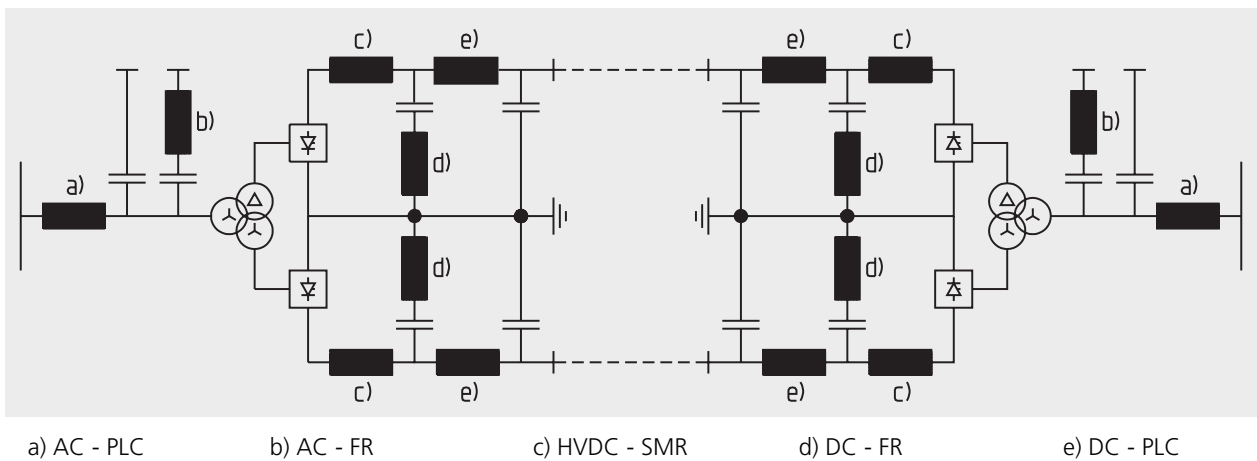 c) e) e) c)
b) b)
d) d)
a) a)
d) d)
c) e) e) c)
a) AC - PLC b) AC - FR c) HVDC - SMR d) DC - FR e) DC - PLC